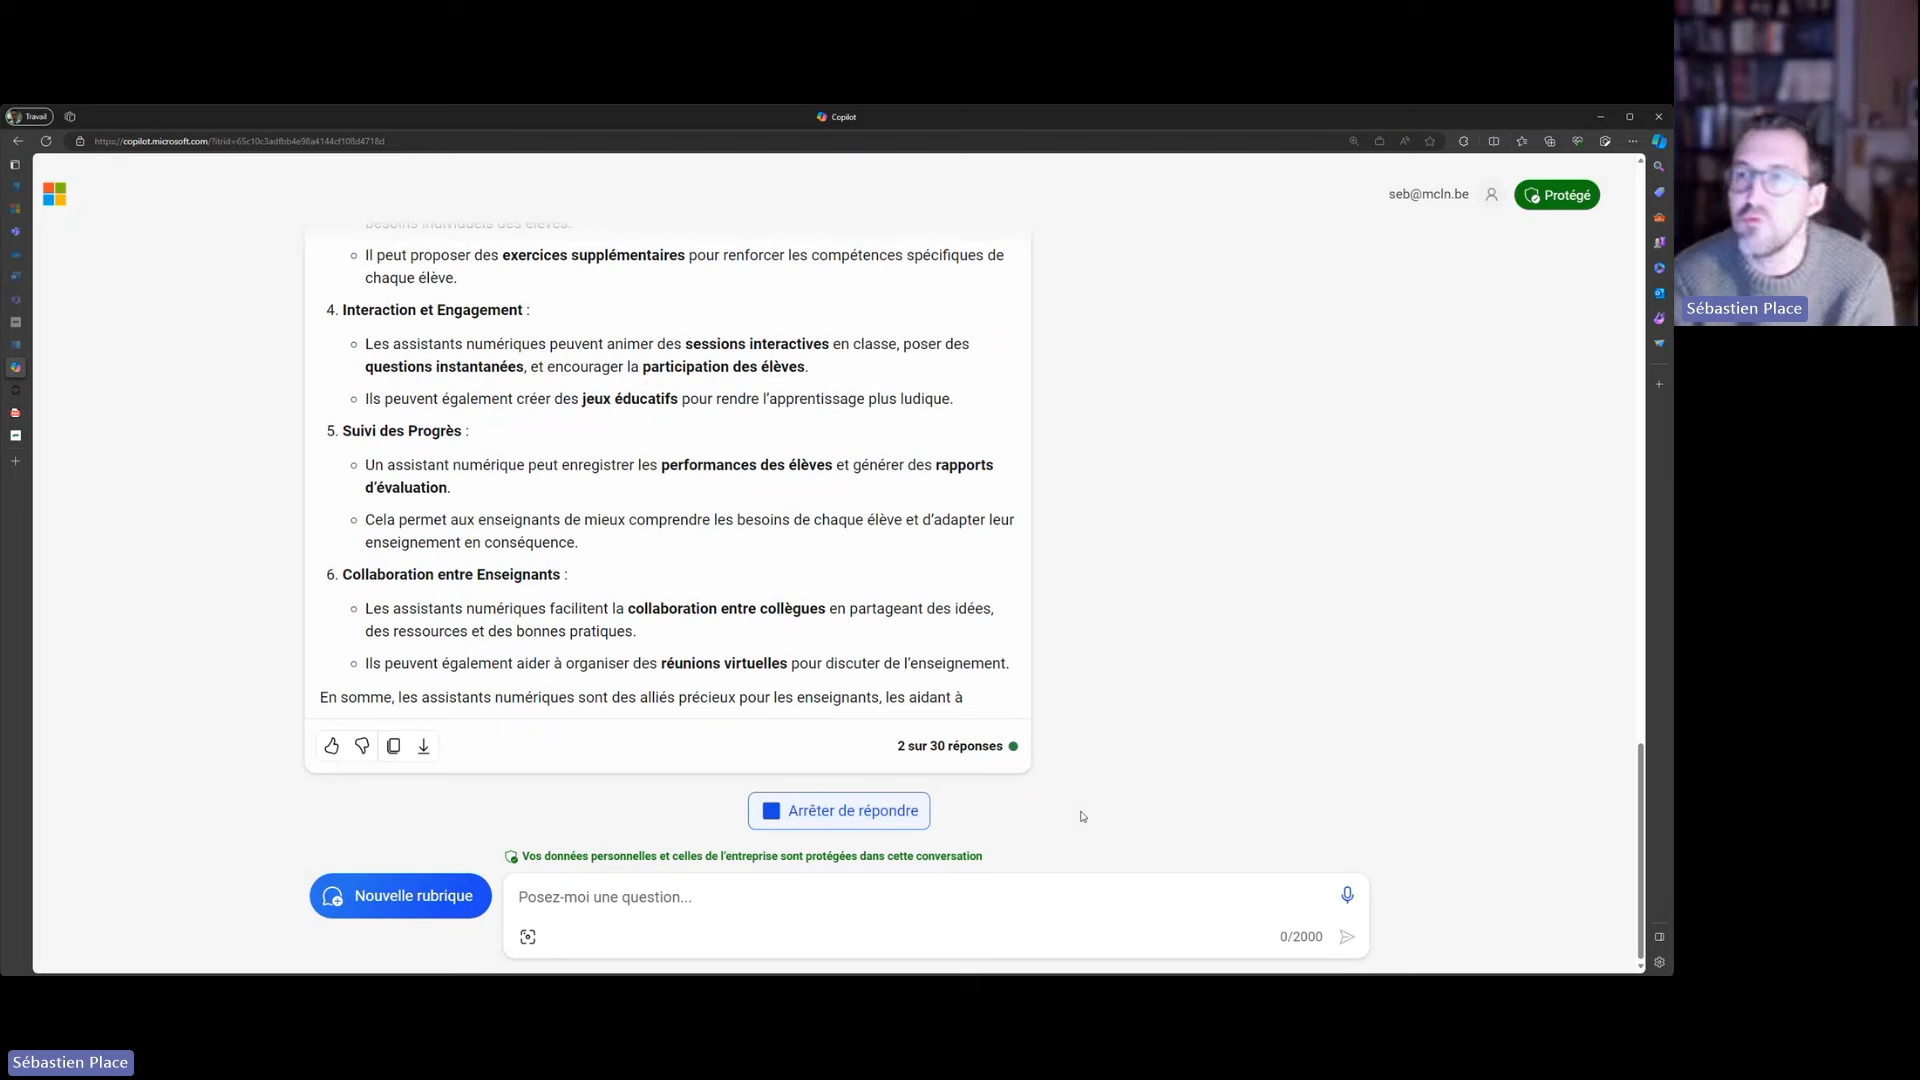 Travail
Copilot
https://copilot.microsoft.com/?itrid=65c10c3adfbb4e98a4144cf108d4718d
seb@mcln.be
Protégé
besoins individuels des élèves.
Il peut proposer des exercices supplémentaires pour renforcer les compétences spécifiques de
chaque élève.
4. Interaction et Engagement :
Les assistants numériques peuvent animer des sessions interactives en classe, poser des
questions instantanées, et encourager la participation des élèves.
Ils peuvent également créer des jeux éducatifs pour rendre l’apprentissage plus ludique.
5. Suivi des Progrès :
Un assistant numérique peut enregistrer les performances des élèves et générer des rapports
d’évaluation.
Cela permet aux enseignants de mieux comprendre les besoins de chaque élève et d’adapter leur
enseignement en conséquence.
6. Collaboration entre Enseignants :
Les assistants numériques facilitent la collaboration entre collègues en partageant des idées,
des ressources et des bonnes pratiques.
Ils peuvent également aider à organiser des réunions virtuelles pour discuter de l’enseignement.
En somme, les assistants numériques sont des alliés précieux pour les enseignants, les aidant à
2 sur 30 réponses
Arrêter de répondre
Vos données personnelles et celles de l’entreprise sont protégées dans cette conversation
Nouvelle rubrique
Posez-moi une question...
0/2000
Sébastien Place
Sébastien Place